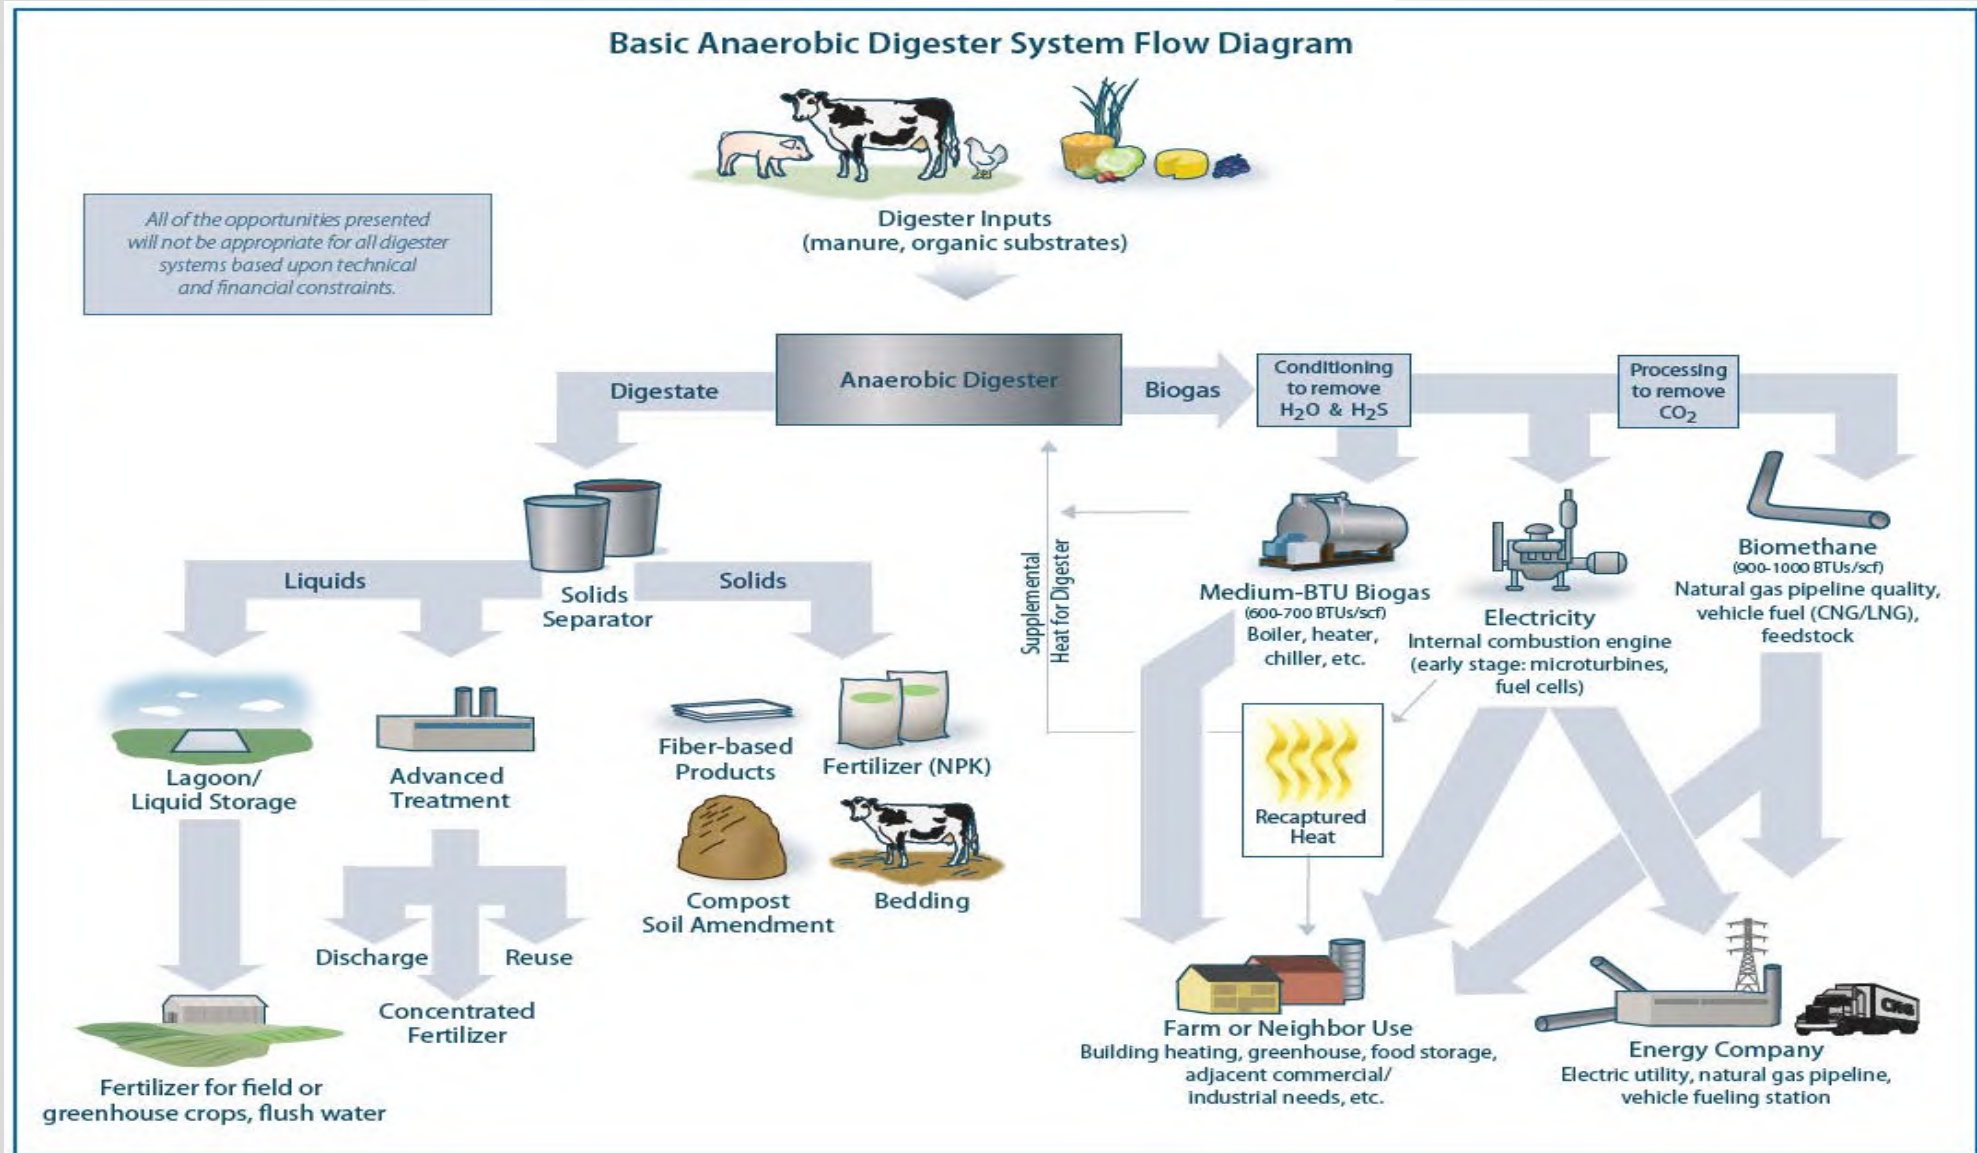 Basic Anaerobic Digester System Flow Diagram
Digester Inputs
(manure, organic substrates)
All of the opportunities presented
will not be appropriate for all digester
systems based upon technical
and financial constraints.
Anaerobic Digester
Digestate
Biogas
Conditioning
to remove
H2O & H2S
Processing
to remove
CO2
Solids
Separator
Liquids
Solids
Lagoon/
Liquid Storage
Advanced
Treatment
Fiber-based
Products
Fertilizer (NPK)
Compost
Soil Amendment
Bedding
Discharge
Reuse
Concentrated
Fertilizer
Fertilizer for field or
greenhouse crops, flush water
Supplemental
Heat for Digester
Medium-BTU Biogas
(600-700 BTUs/scf)
Boiler, heater,
chiller, etc.
Electricity
Internal combustion engine
(early stage: microturbines,
fuel cells)
Biomethane
(900-1000 BTUs/scf)
Natural gas pipeline quality,
vehicle fuel (CNG/LNG),
feedstock
Recaptured
Heat
Farm or Neighbor Use
Building heating, greenhouse, food storage,
adjacent commercial/
industrial needs, etc.
CNG
Energy Company
Electric utility, natural gas pipeline,
vehicle fueling station